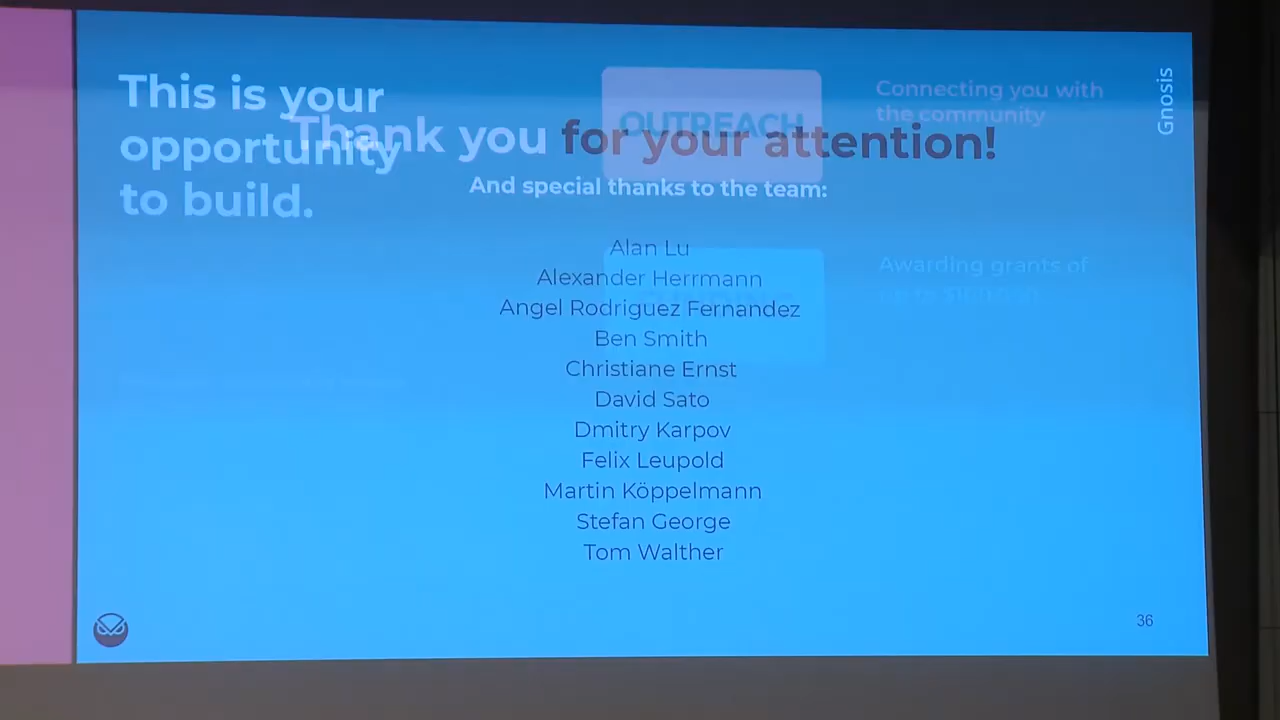 This is your
opportunity
to build.
OUTREACH
Connecting you with
the community
Gnosis
Thank you for your attention!
And special thanks to the team:
Awarding grants of
up to
Alan Lu
Alexander Herrmann
Angel Rodriguez Fernandez
Ben Smith
Christiane Ernst
David Sato
Dmitry Karpov
Felix Leupold
Martin Köppelmann
Stefan George
Tom Walther
36